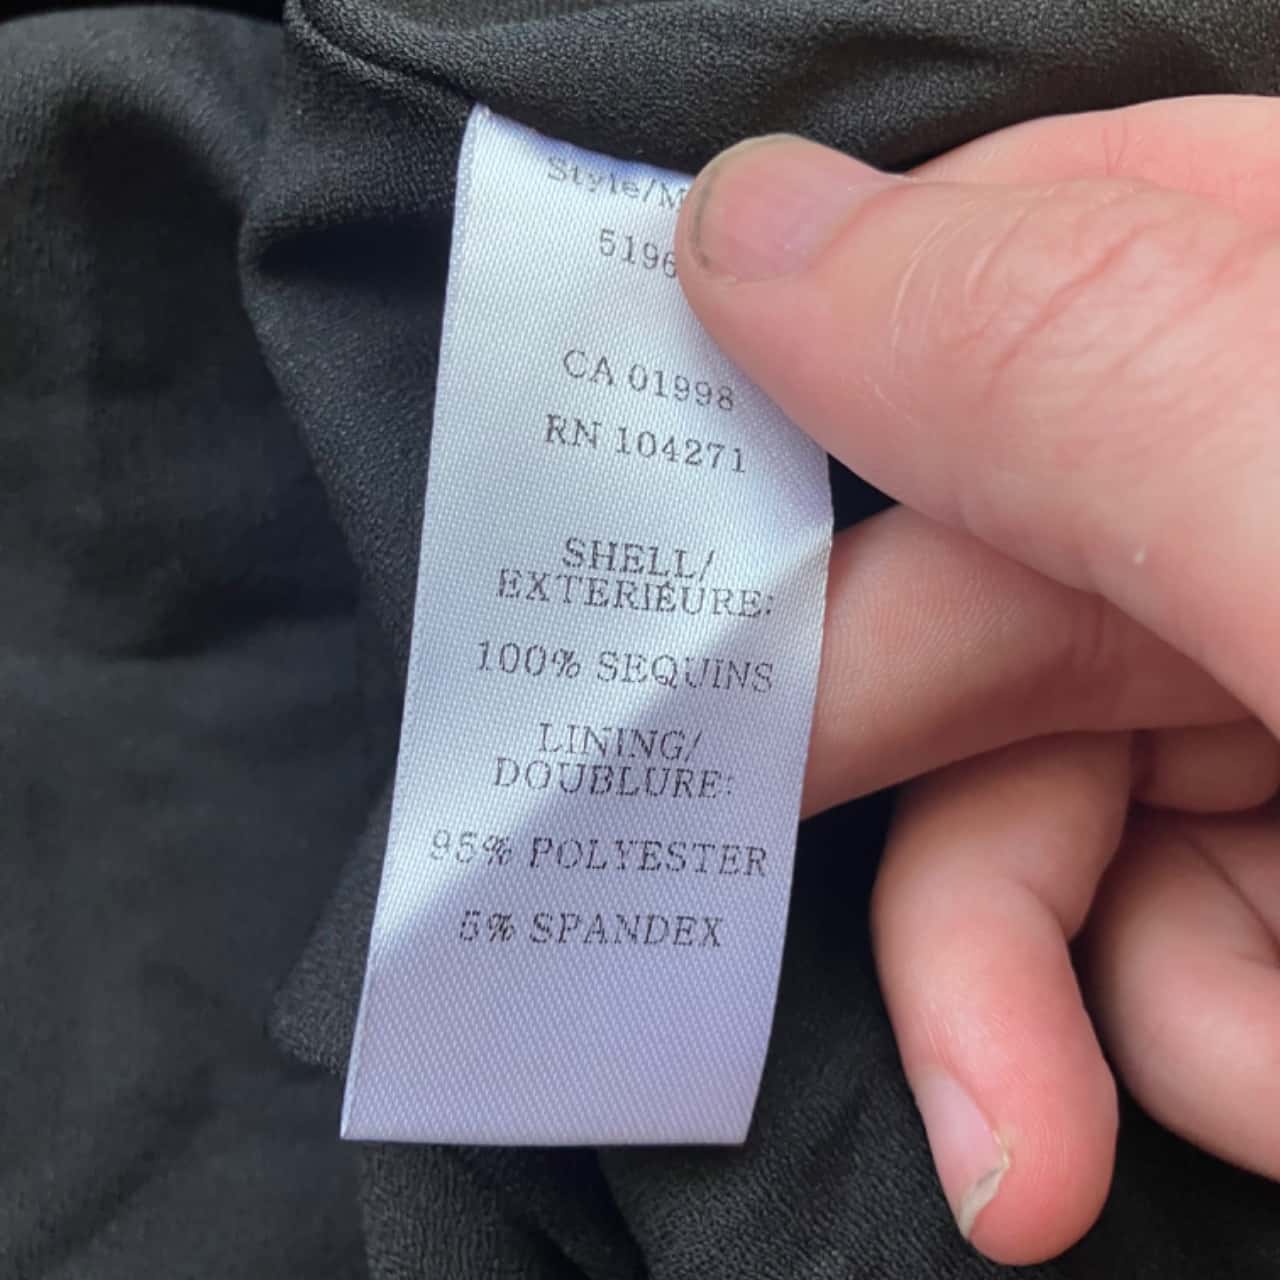 Style/M
5196
CA 01998
RN 104271
SHELL/
EXTERIÉURE:
100% SEQUINS
LINING/
DOUBLURE:
95% POLYESTER
5% SPANDEX